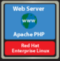 Web Server
www
Apache PHP
Red Hat
Enterprise Linux